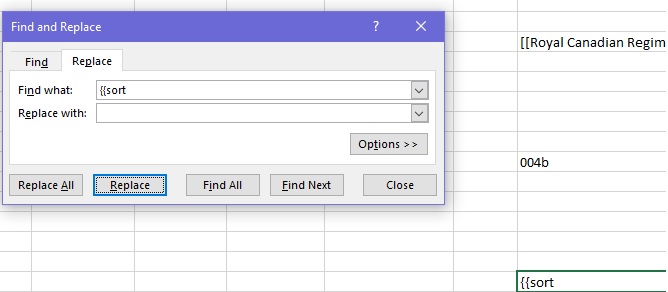 Find and Replace
?
[[Royal Canadian Regim
Find
Replace
Find what:
{{sort
Replace with:
Options >>
004b
Replace All
Replace
Find All
Find Next
Close
{{sort